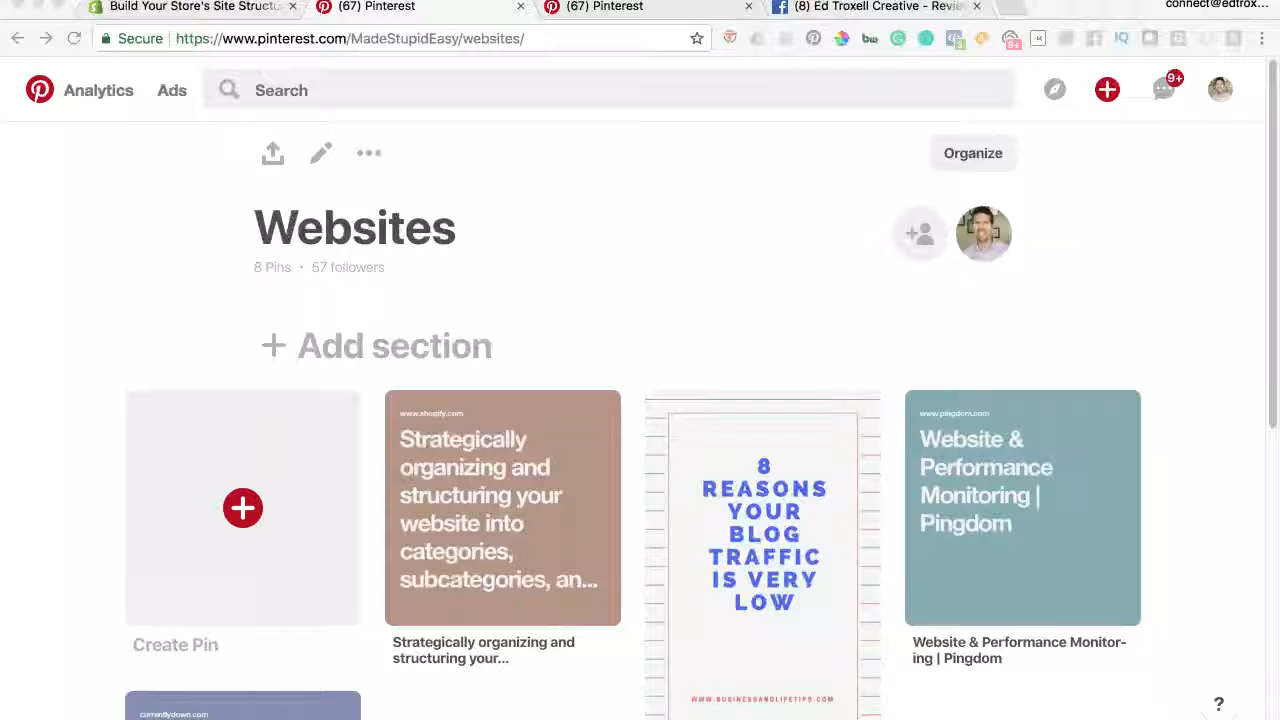 Build Your Store's Site Structu
(67) Pinterest
(67) Pinterest
(8) Ed Troxell Creative - Revie
connect@edtrox...
Secure
https://www.pinterest.com/MadeStupidEasy/websites/
Analytics
Ads
Search
9+
Organize
Websites
8 Pins • 57 followers
+ Add section
Create Pin
www.shopify.com
Strategically
organizing and
structuring your
website into
categories,
subcategories, an...
Strategically organizing and
structuring your...
8
REASONS
YOUR
BLOG
TRAFFIC
IS VERY
LOW
WWW.BUSINESSANDLIFETIPS.COM
www.pingdom.com
Website &
Performance
Monitoring |
Pingdom
Website & Performance Monitor-
ing | Pingdom
currentlydown.com
?